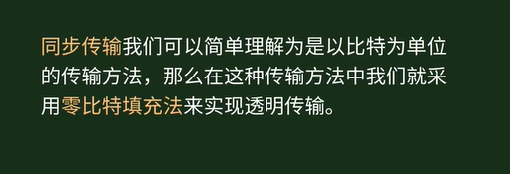 同步传输我们可以简单理解为是以比特为单位
的传输方法，那么在这种传输方法中我们就采
用零比特填充法来实现透明传输。